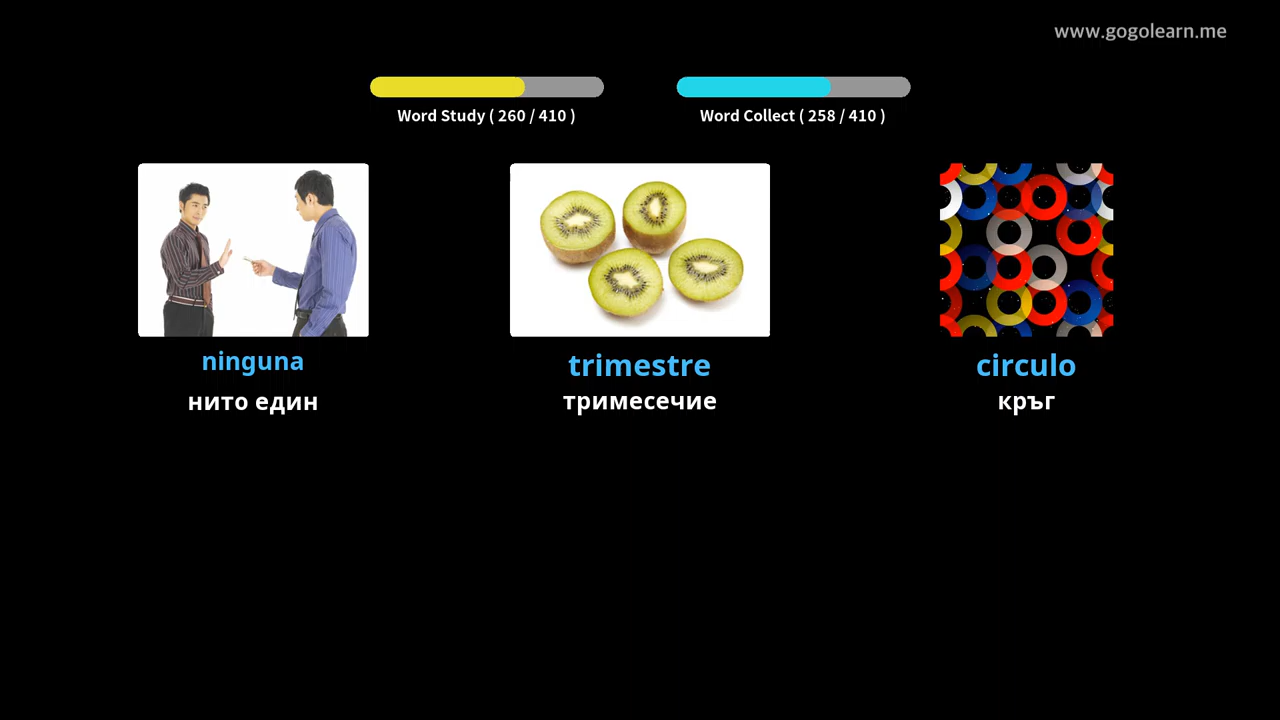 www.gogolearn.me
Word Study ( 260 / 410 )
Word Collect ( 258 / 410 )
ninguna
нито един
trimestre
тримесечие
circulo
кръг